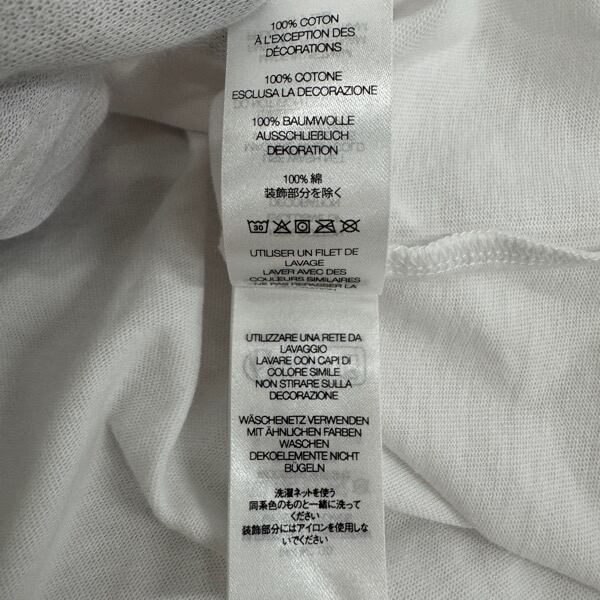 100% COTON
À L'EXCEPTION DES
DÉCORATIONS
100% COTONE
ESCLUSA LA DECORAZIONE
100% BAUMWOLLE
AUSSCHLIEẞLICH
DEKORATION
100% 綿
装飾部分を除く
30
UTILISER UN FILET DE
LAVAGE
LAVER AVEC DES
COULEURS SIMILAIRES
NE PAS REPASSER LA
UTILIZZARE UNA RETE DA
LAVAGGIO
LAVARE CON CAPI DI
COLORE SIMILE
NON STIRARE SULLA
DECORAZIONE
WÄSCHENETZ VERWENDEN
MIT ÄHNLICHEN FARBEN
WASCHEN
DEKOELEMENTE NICHT
BÜGELN
洗濯ネットを使う
同系色のものと一緒に洗って
ください
装飾部分にはアイロンを使用しな
いでください